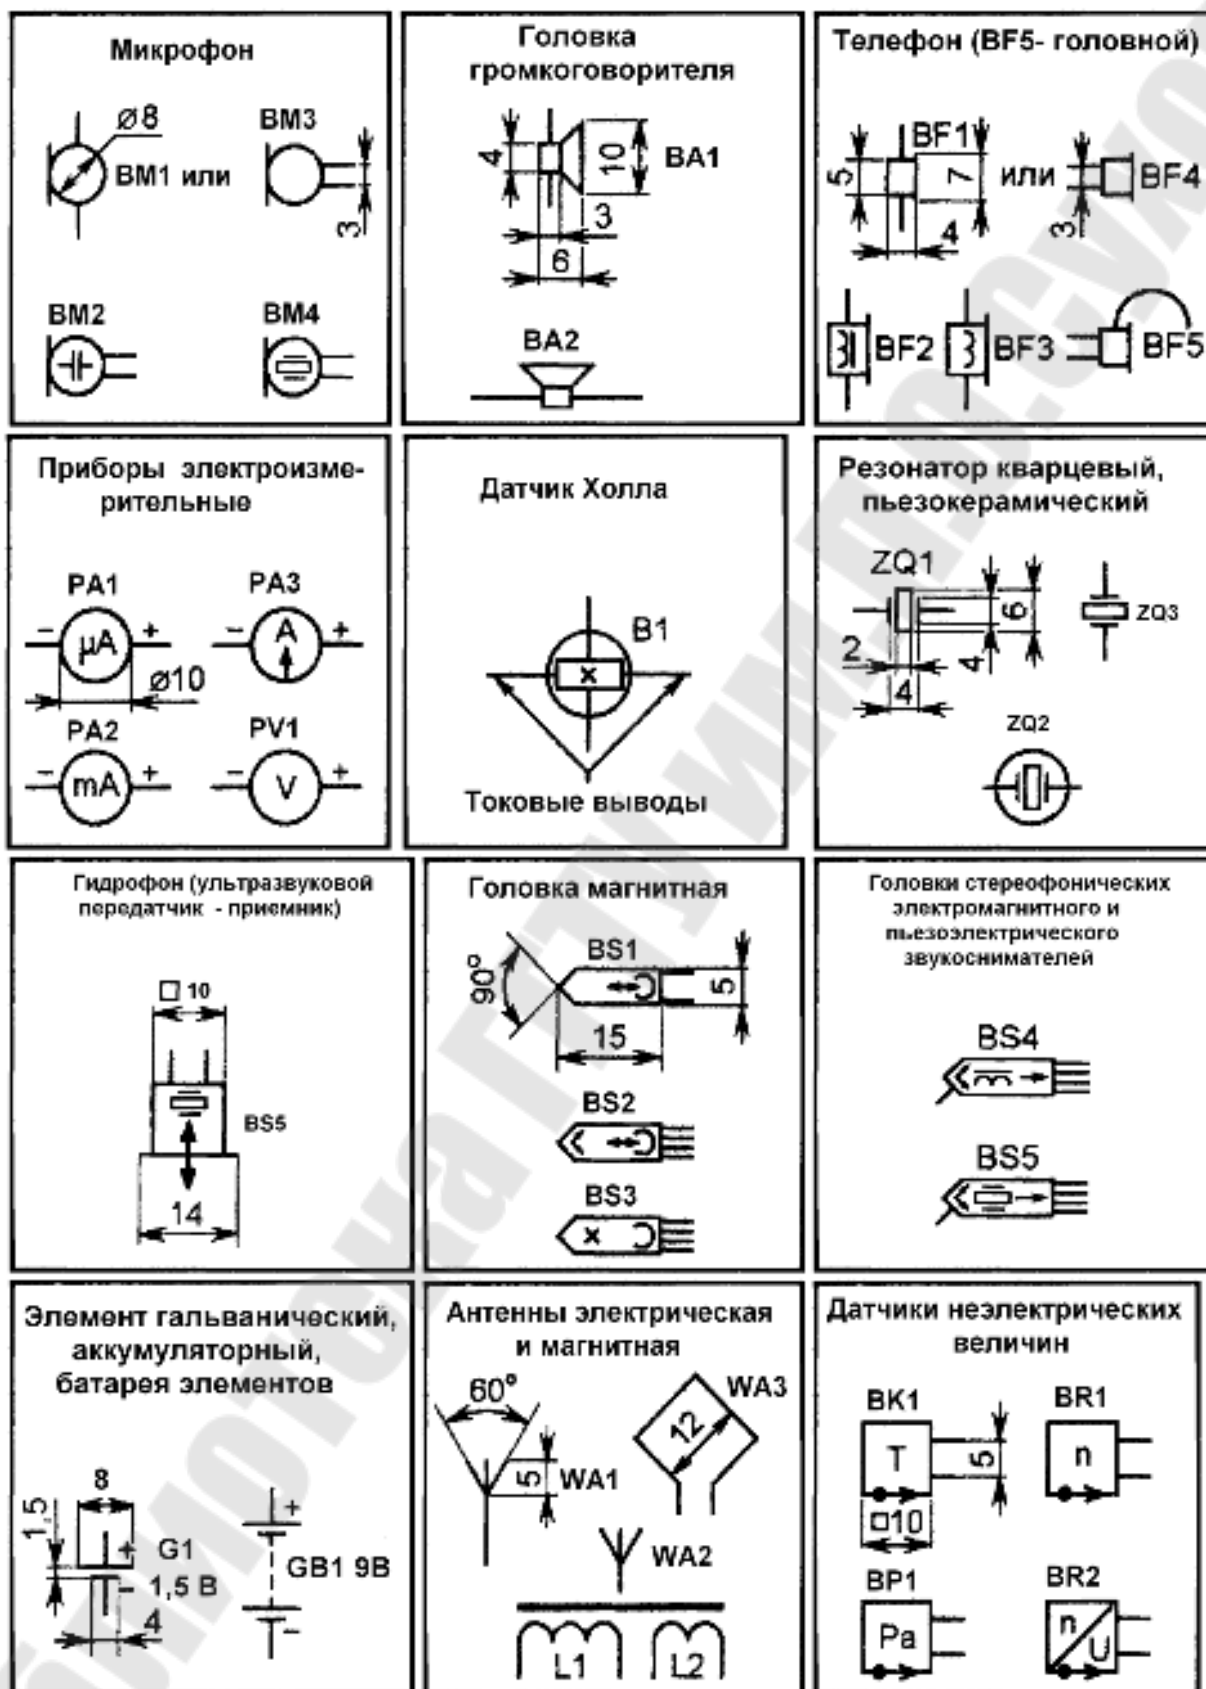 Микрофон
⌀8
BM1 или
BM3
3
BM2
BM4
Головка
громкоговорителя
4
10
BA1
3
6
BA2
Телефон (BF5- головной)
BF1
5
7
или
BF4
4
3
BF2
BF3
BF5
Приборы электроизме-
рительные
PA1
PA3
- µA +
- A +
⌀10
PA2
PV1
- mA +
- V +
Датчик Холла
B1
x
Токовые выводы
Резонатор кварцевый,
пьезокерамический
ZQ1
6
ZQ3
2
4
4
ZQ2
Гидрофон (ультразвуковой
передатчик - приемник)
□ 10
BS5
14
Головка магнитная
BS1
90°
5
15
BS2
BS3
x
Головки стереофонических
электромагнитного и
пьезоэлектрического
звукоснимателей
BS4
BS5
Элемент гальванический,
аккумуляторный,
батарея элементов
8
1,5
+ G1
- 1,5 В
4
+
GB1 9В
-
Антенны электрическая
и магнитная
60°
WA3
12
5
WA1
WA2
L1
L2
Датчики неэлектрических
величин
BK1
BR1
T
5
n
□10
BP1
BR2
Pa
n
U